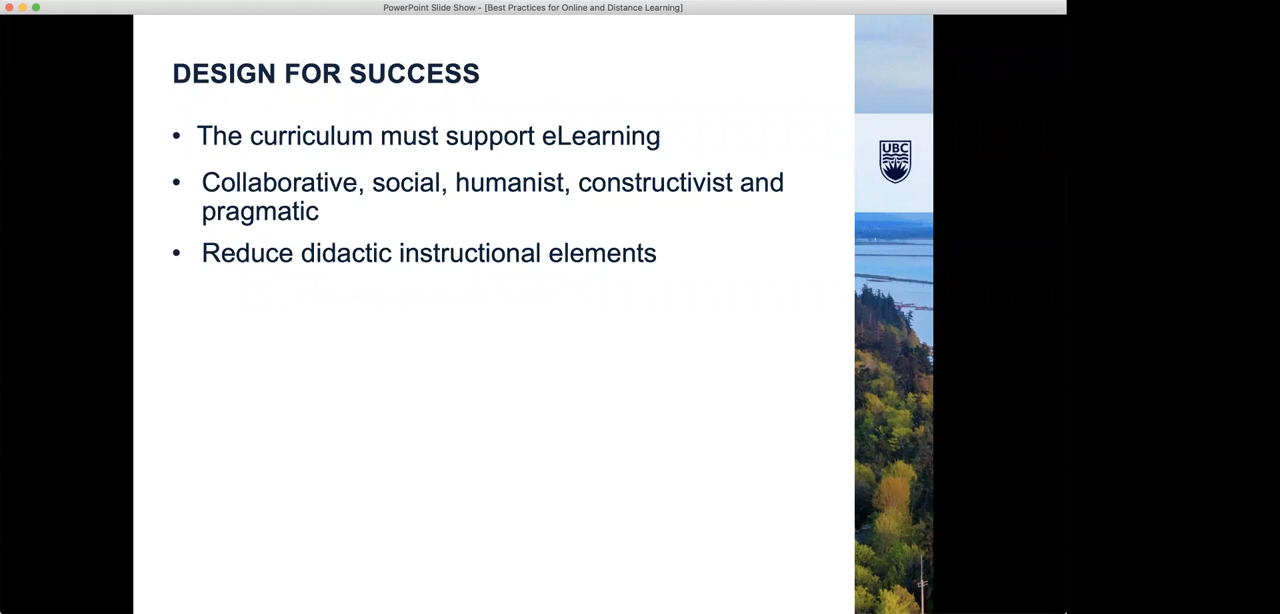 PowerPoint Slide Show - [Best Practices for Online and Distance Learning]
DESIGN FOR SUCCESS
• The curriculum must support eLearning
• Collaborative, social, humanist, constructivist and
pragmatic
• Reduce didactic instructional elements
UBC